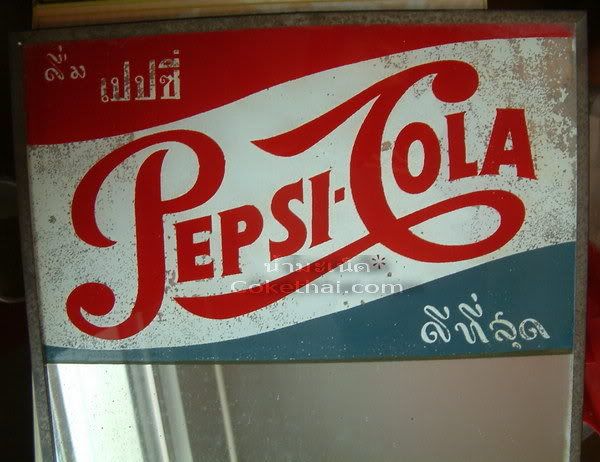 ดื่ม
เปปซี่
PEPSI-COLA
Cokethai.com
ดีที่สุด